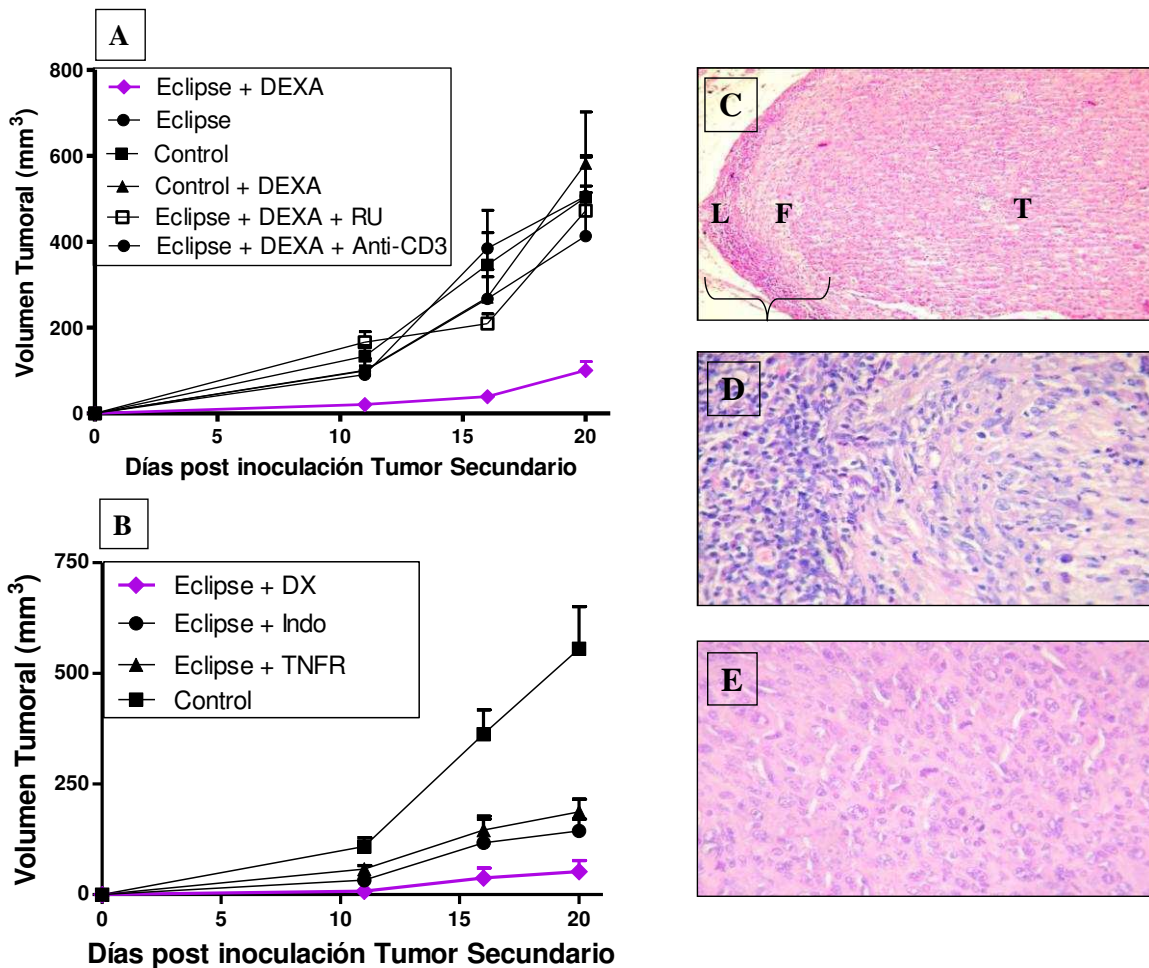 A
Volumen Tumoral (mm³)
800
600
400
200
0
Eclipse + DEXA
Eclipse
Control
Control + DEXA
Eclipse + DEXA + RU
Eclipse + DEXA + Anti-CD3
0 5 10 15 20
Días post inoculación Tumor Secundario
B
Volumen Tumoral (mm³)
750
500
250
0
Eclipse + DX
Eclipse + Indo
Eclipse + TNFR
Control
0 5 10 15 20
Días post inoculación Tumor Secundario
C
L F T
D
E